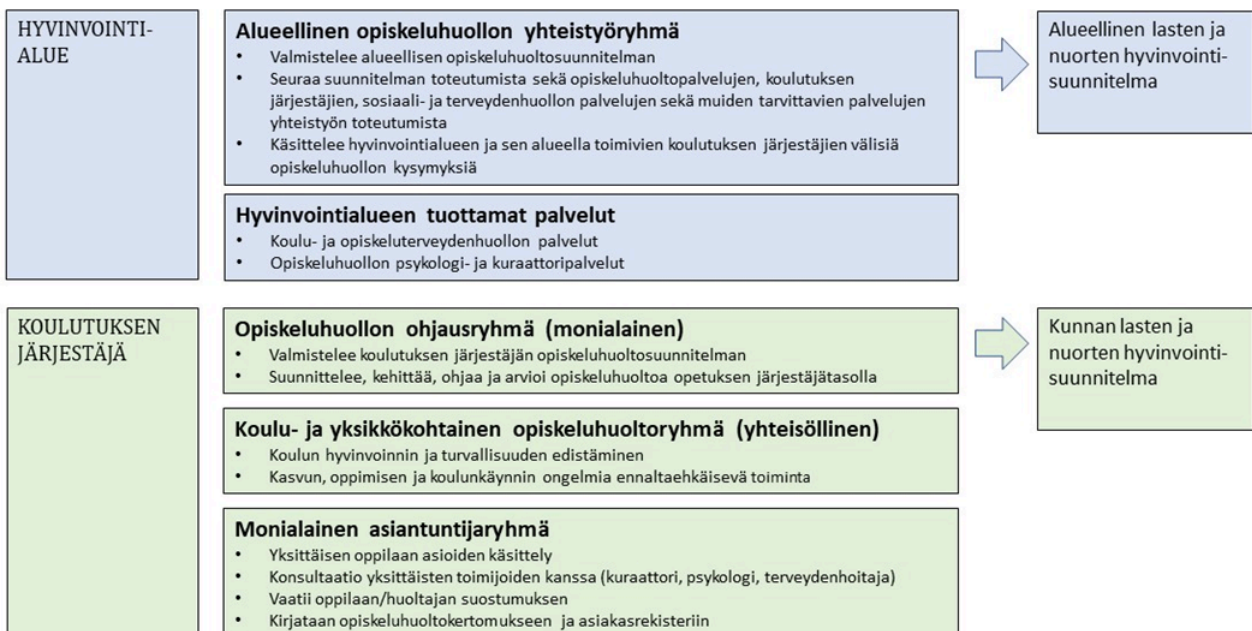 HYVINVOINTI-
ALUE
Alueellinen opiskeluhuollon yhteistyöryhmä
• Valmistelee alueellisen opiskeluhuoltosuunnitelman
• Seuraa suunnitelman toteutumista sekä opiskeluhuoltopalvelujen, koulutuksen
järjestäjien, sosiaali- ja terveydenhuollon palvelujen sekä muiden tarvittavien palvelujen
yhteistyön toteutumista
• Käsittelee hyvinvointialueen ja sen alueella toimivien koulutuksen järjestäjien välisiä
opiskeluhuollon kysymyksiä
Alueellinen lasten ja
nuorten hyvinvointi-
suunnitelma
Hyvinvointialueen tuottamat palvelut
• Koulu- ja opiskeluterveydenhuollon palvelut
• Opiskeluhuollon psykologi- ja kuraattoripalvelut
KOULUTUKSEN
JÄRJESTÄJÄ
Opiskeluhuollon ohjausryhmä (monialainen)
• Valmistelee koulutuksen järjestäjän opiskeluhuoltosuunnitelman
• Suunnittelee, kehittää, ohjaa ja arvioi opiskeluhuoltoa opetuksen järjestäjätasolla
Kunnan lasten ja
nuorten hyvinvointi-
suunnitelma
Koulu- ja yksikkökohtainen opiskeluhuoltoryhmä (yhteisöllinen)
• Koulun hyvinvoinnin ja turvallisuuden edistäminen
• Kasvun, oppimisen ja koulunkäynnin ongelmia ennaltaehkäisevä toiminta
Monialainen asiantuntijaryhmä
• Yksittäisen oppilaan asioiden käsittely
• Konsultaatio yksittäisten toimijoiden kanssa (kuraattori, psykologi, terveydenhoitaja)
• Vaatii oppilaan/huoltajan suostumuksen
• Kirjataan opiskeluhuoltokertomukseen ja asiakasrekisteriin